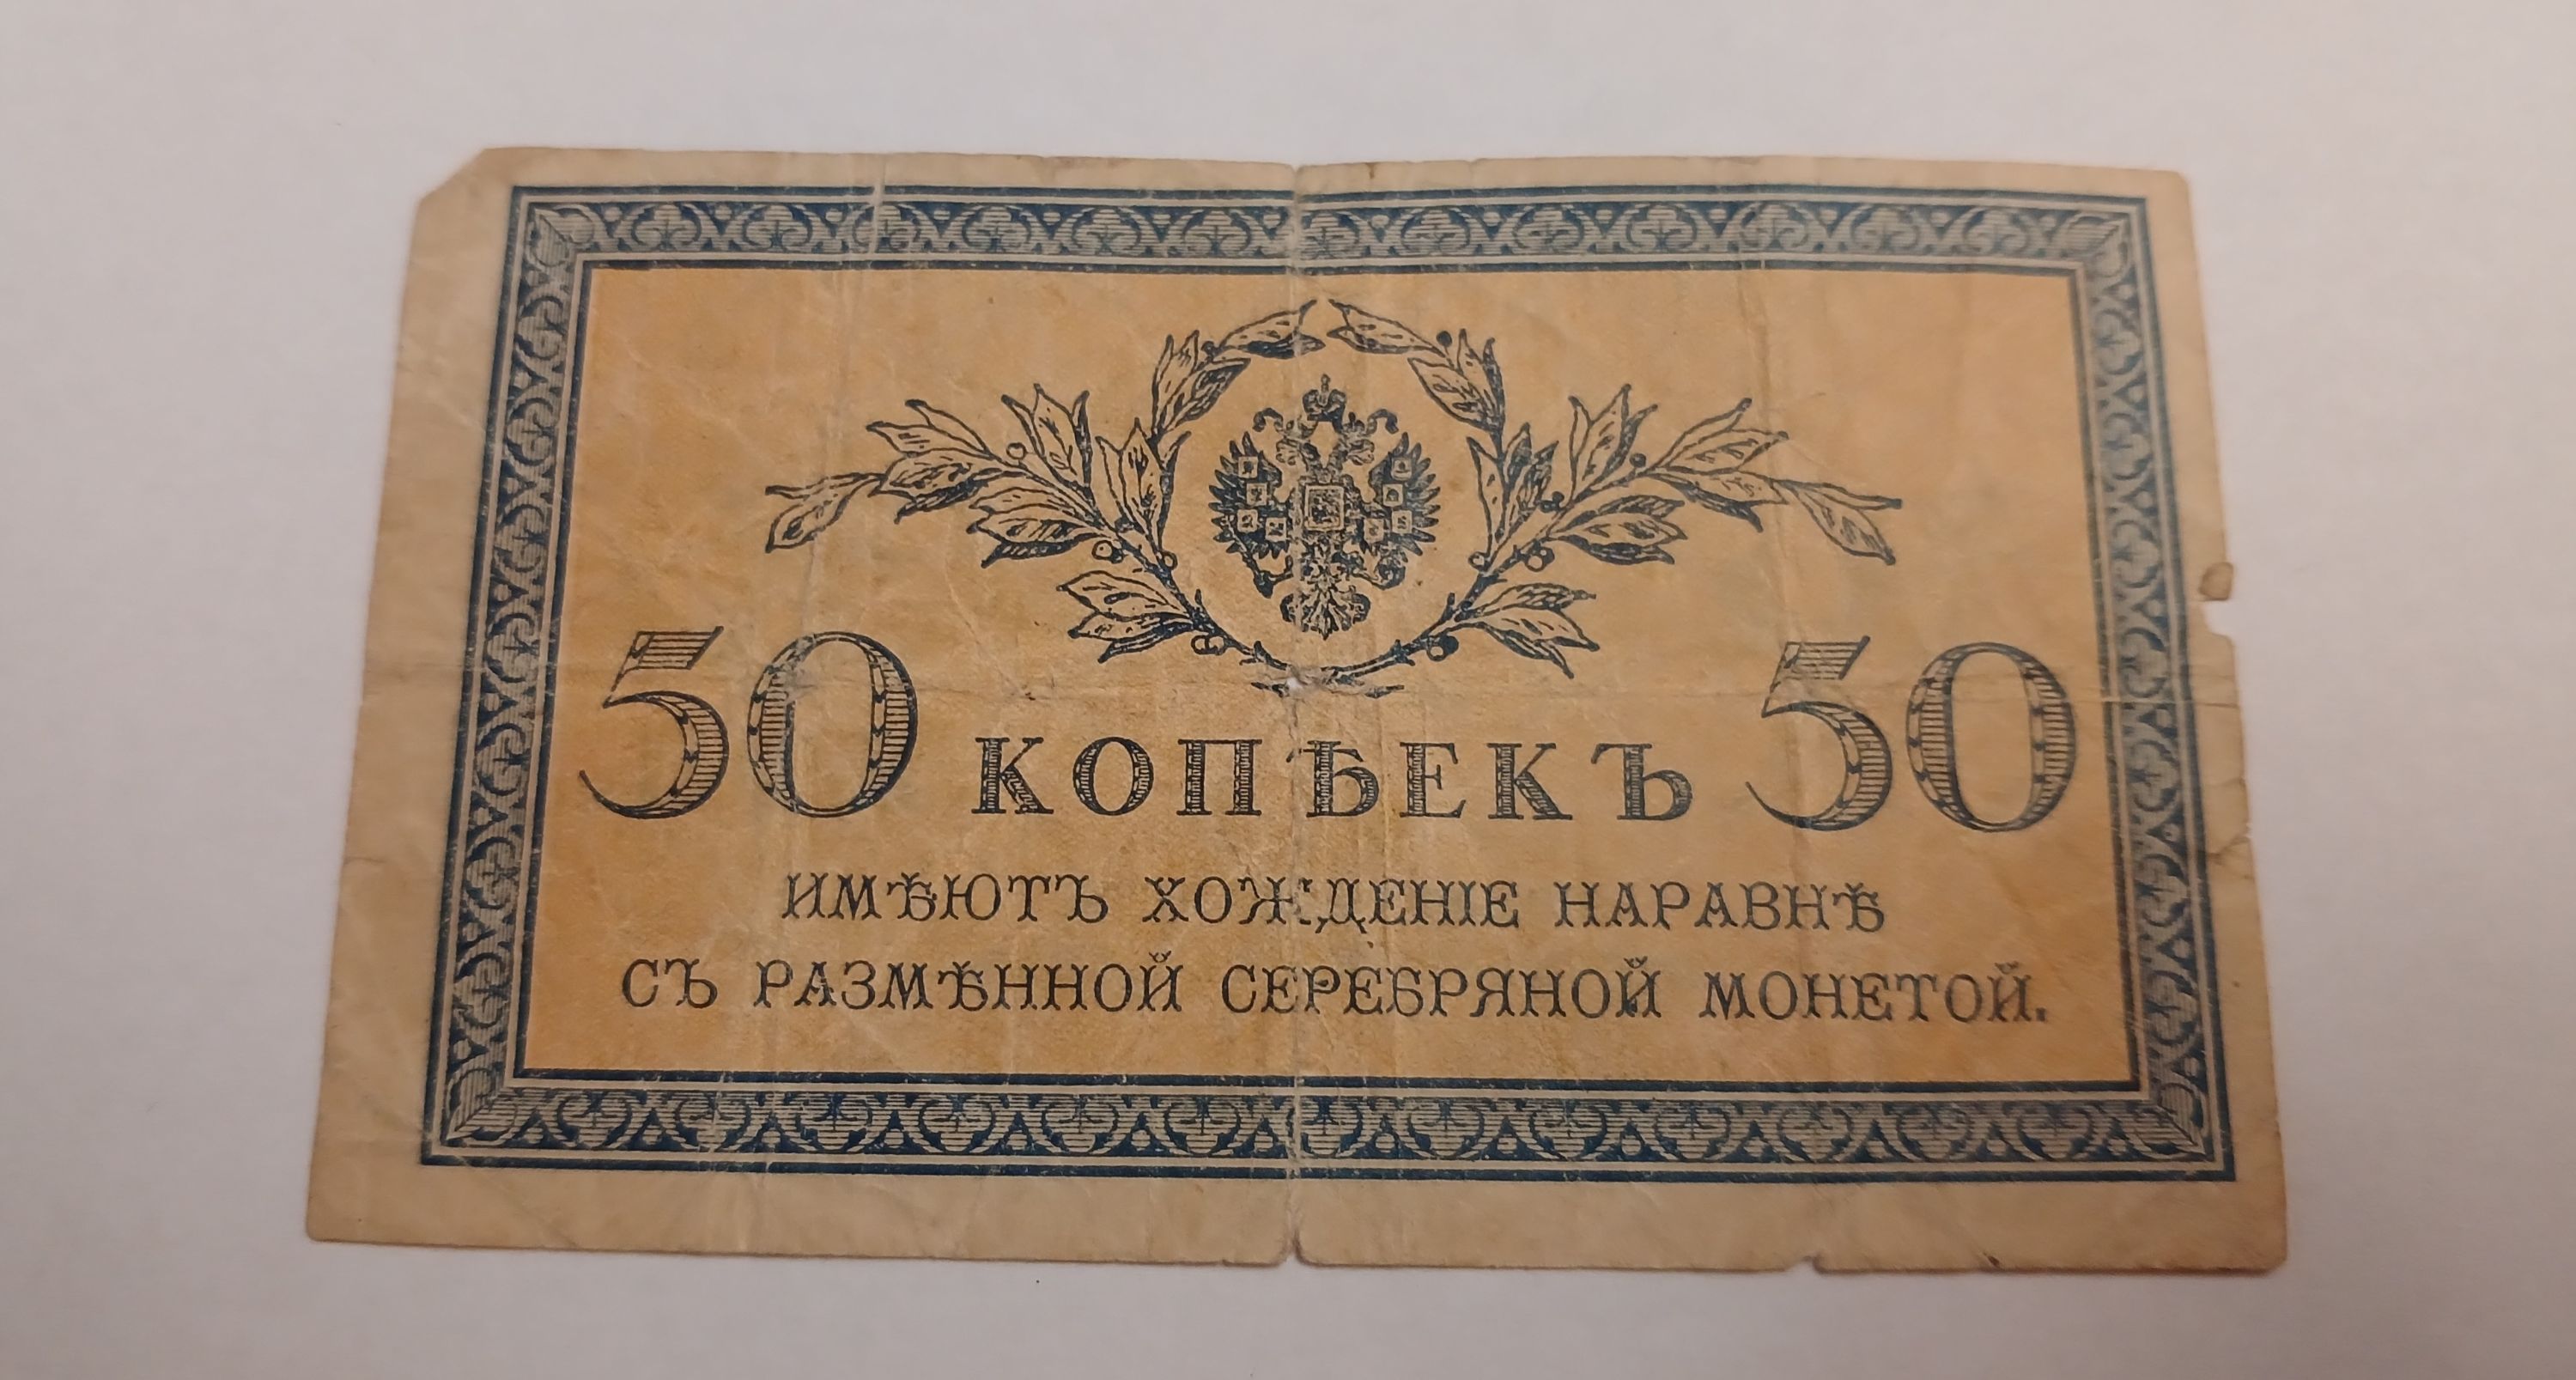 50 КОПѢЕКЪ 50
ИМѢЮТЪ ХОЖДЕНІЕ НАРАВНѢ
СЪ РАЗМѢННОЙ СЕРЕБРЯНОЙ МОНЕТОЙ.